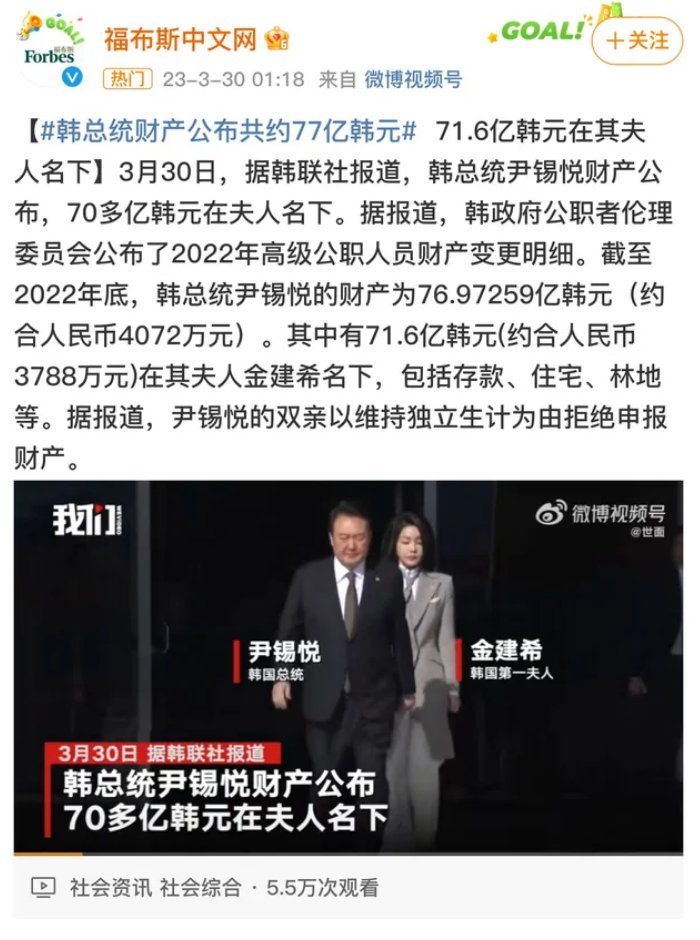 GOAL!
福布斯
Forbes
福布斯中文网
GOAL!
+关注
热门 23-3-30 01:18 来自 微博视频号
【#韩总统财产公布共约77亿韩元# 71.6亿韩元在其夫
人名下】3月30日，据韩联社报道，韩总统尹锡悦财产公
布，70多亿韩元在夫人名下。据报道，韩政府公职者伦理
委员会公布了2022年高级公职人员财产变更明细。截至
2022年底，韩总统尹锡悦的财产为76.97259亿韩元（约
合人民币4072万元）。其中有71.6亿韩元(约合人民币
3788万元)在其夫人金建希名下，包括存款、住宅、林地
等。据报道，尹锡悦的双亲以维持独立生计为由拒绝申报
财产。
我们
微博视频号
@世面
尹锡悦
韩国总统
金建希
韩国第一夫人
3月30日 据韩联社报道
韩总统尹锡悦财产公布
70多亿韩元在夫人名下
社会资讯 社会综合 · 5.5万次观看